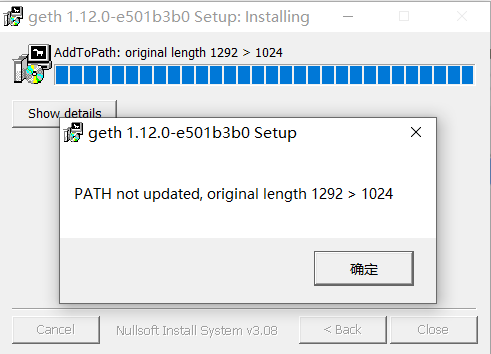 geth 1.12.0-e501b3b0 Setup: Installing
AddToPath: original length 1292 > 1024
Show details
geth 1.12.0-e501b3b0 Setup
PATH not updated, original length 1292 > 1024
确定
Cancel
Nullsoft Install System v3.08
< Back
Close